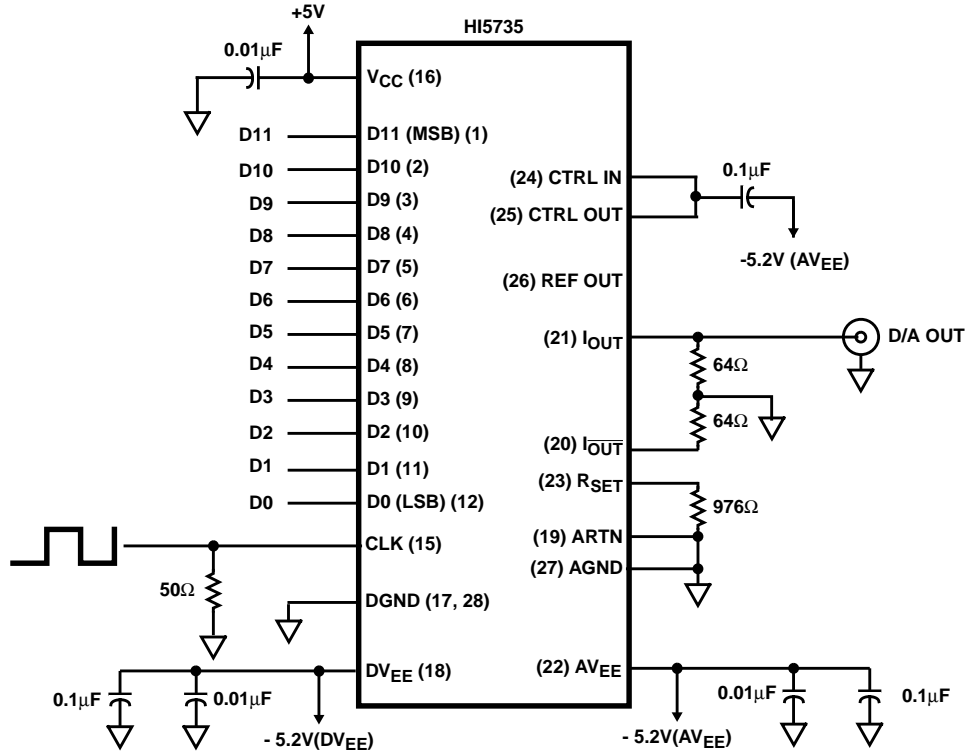 +5V
HI5735
0.01μF
VCC (16)
D11
D11 (MSB) (1)
D10
D10 (2)
D9
D9 (3)
D8
D8 (4)
D7
D7 (5)
D6
D6 (6)
D5
D5 (7)
D4
D4 (8)
D3
D3 (9)
D2
D2 (10)
D1
D1 (11)
D0
D0 (LSB) (12)
CLK (15)
50Ω
DGND (17, 28)
DVEE (18)
0.1μF
0.01μF
- 5.2V(DVEE)
(24) CTRL IN
0.1μF
(25) CTRL OUT
-5.2V (AVEE)
(26) REF OUT
(21) IOUT
D/A OUT
64Ω
64Ω
(20) I̅O̅U̅T̅
(23) RSET
976Ω
(19) ARTN
(27) AGND
(22) AVEE
0.01μF
0.1μF
- 5.2V(AVEE)